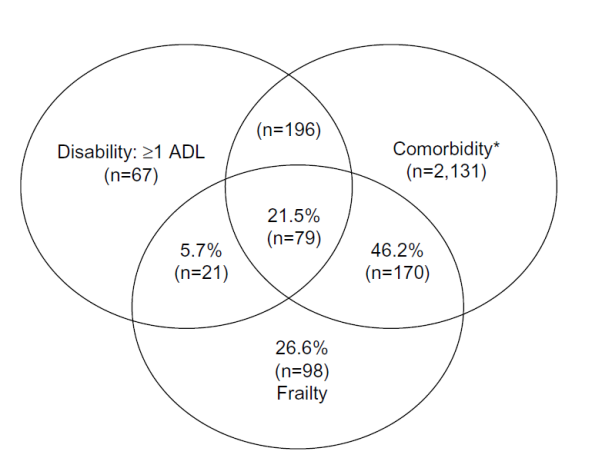 (n=196)
Disability: ≥1 ADL
(n=67)
Comorbidity*
(n=2,131)
21.5%
(n=79)
5.7%
(n=21)
46.2%
(n=170)
26.6%
(n=98)
Frailty